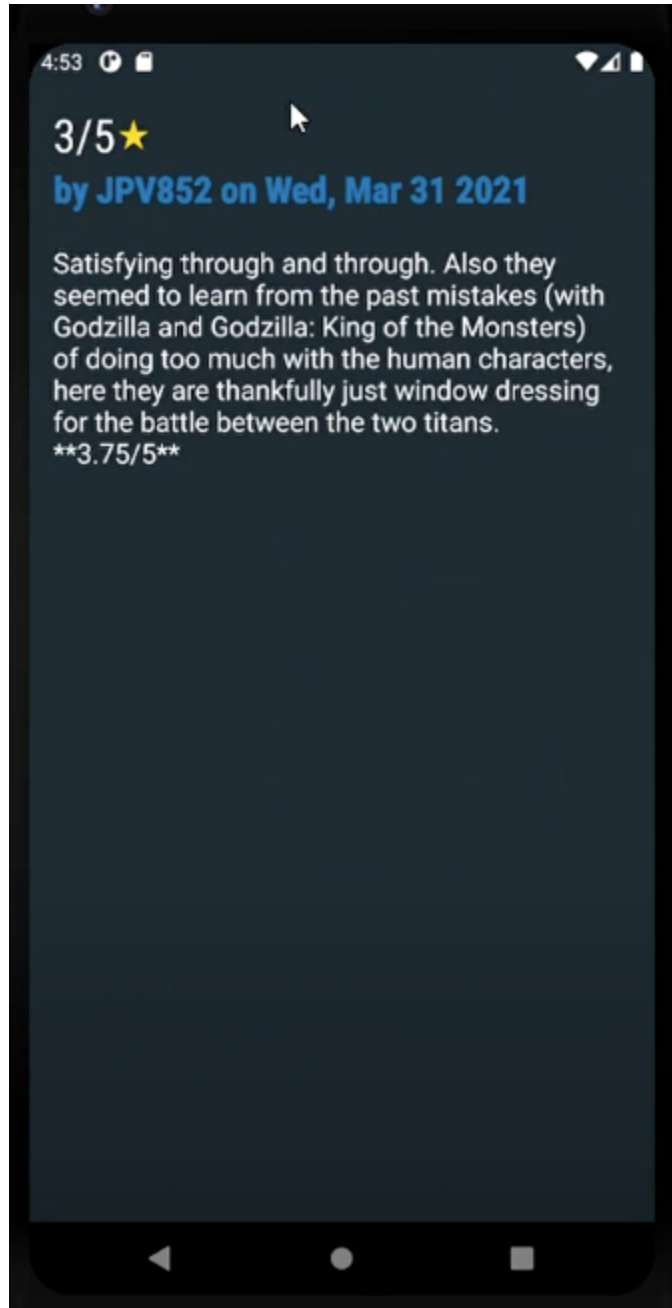 4:53
3/5★
by JPV852 on Wed, Mar 31 2021
Satisfying through and through. Also they
seemed to learn from the past mistakes (with
Godzilla and Godzilla: King of the Monsters)
of doing too much with the human characters,
here they are thankfully just window dressing
for the battle between the two titans.
**3.75/5**